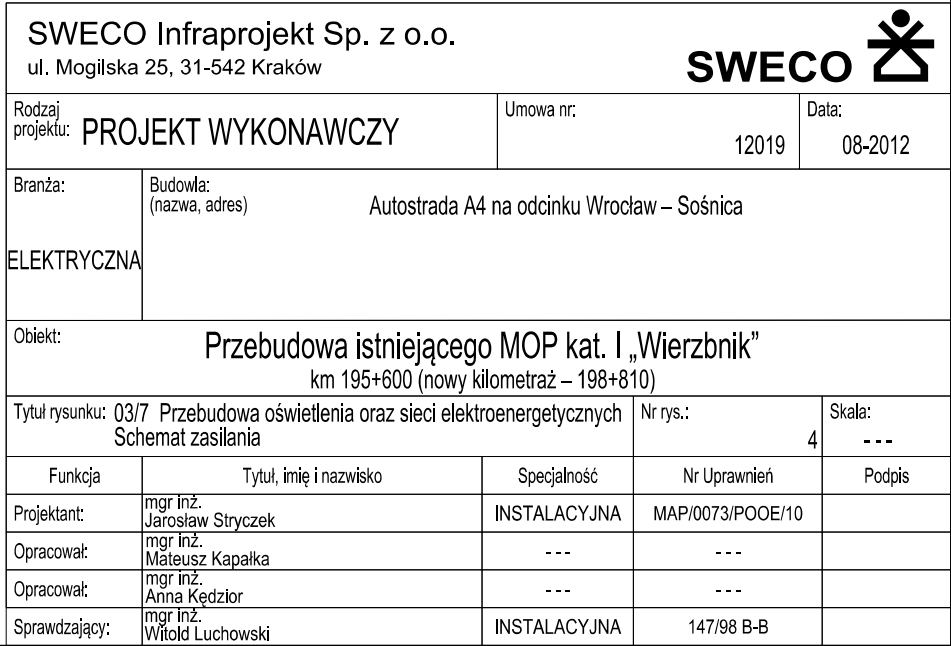 SWECO Infraprojekt Sp. z o.o.
ul. Mogilska 25, 31-542 Kraków
SWECO
Rodzaj projektu: PROJEKT WYKONAWCZY
Umowa nr:
12019
Data:
08-2012
Branża:
ELEKTRYCZNA
Budowla:
(nazwa, adres)
Autostrada A4 na odcinku Wrocław – Sośnica
Obiekt:
Przebudowa istniejącego MOP kat. I „Wierzbnik”
km 195+600 (nowy kilometraż – 198+810)
Tytuł rysunku: 03/7 Przebudowa oświetlenia oraz sieci elektroenergetycznych
Schemat zasilania
Nr rys.:
4
Skala:
- - -
Funkcja Tytuł, imię i nazwisko Specjalność Nr Uprawnień Podpis
Projektant: mgr inż. Jarosław Stryczek INSTALACYJNA MAP/0073/POOE/10
Opracował: mgr inż. Mateusz Kapałka - - - - - -
Opracował: mgr inż. Anna Kędzior - - - - - -
Sprawdzający: mgr inż. Witold Luchowski INSTALACYJNA 147/98 B-B